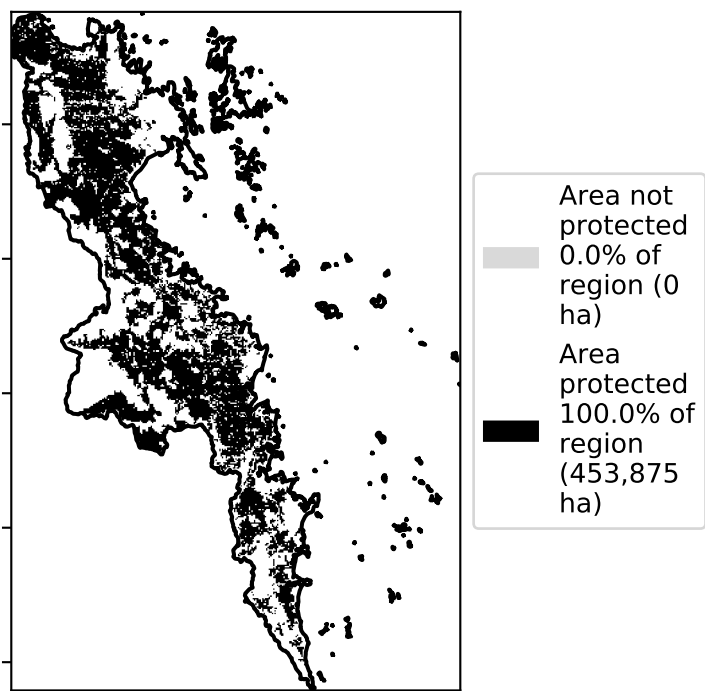 Area not
protected
0.0% of
region (0
ha)
Area
protected
100.0% of
region
(453,875
ha)